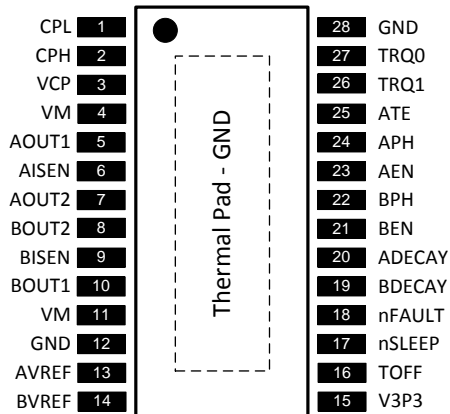 CPL 1 28 GND
CPH 2 27 TRQ0
VCP 3 26 TRQ1
VM 4 25 ATE
AOUT1 5 24 APH
AISEN 6 23 AEN
AOUT2 7 22 BPH
BOUT2 8 21 BEN
BISEN 9 20 ADECAY
BOUT1 10 19 BDECAY
VM 11 18 nFAULT
GND 12 17 nSLEEP
AVREF 13 16 TOFF
BVREF 14 15 V3P3
Thermal Pad - GND